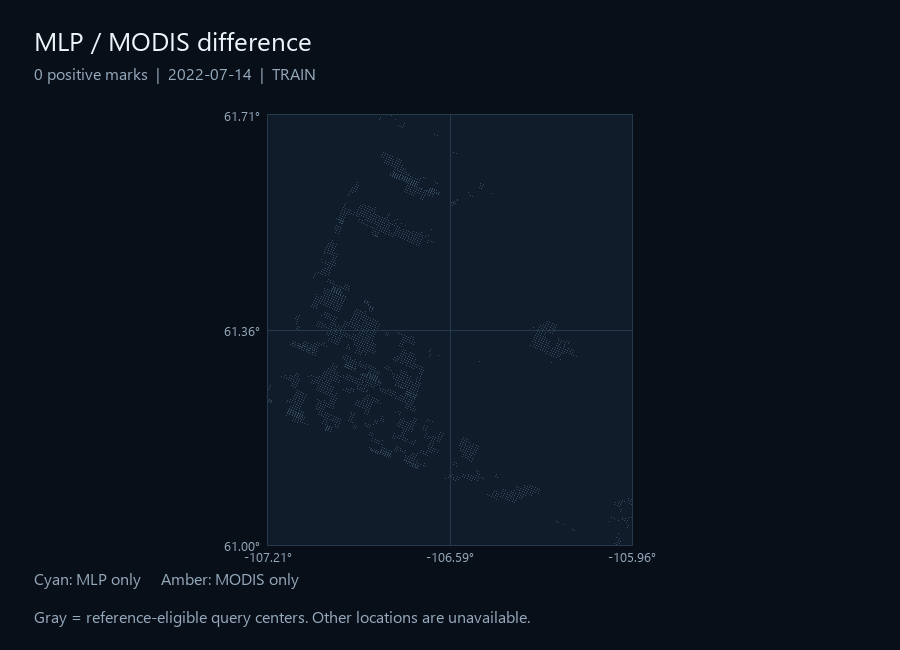 MLP / MODIS difference
0 positive marks | 2022-07-14 | TRAIN
61.71°
61.36°
61.00°
-107.21° -106.59° -105.96°
Cyan: MLP only Amber: MODIS only
Gray = reference-eligible query centers. Other locations are unavailable.